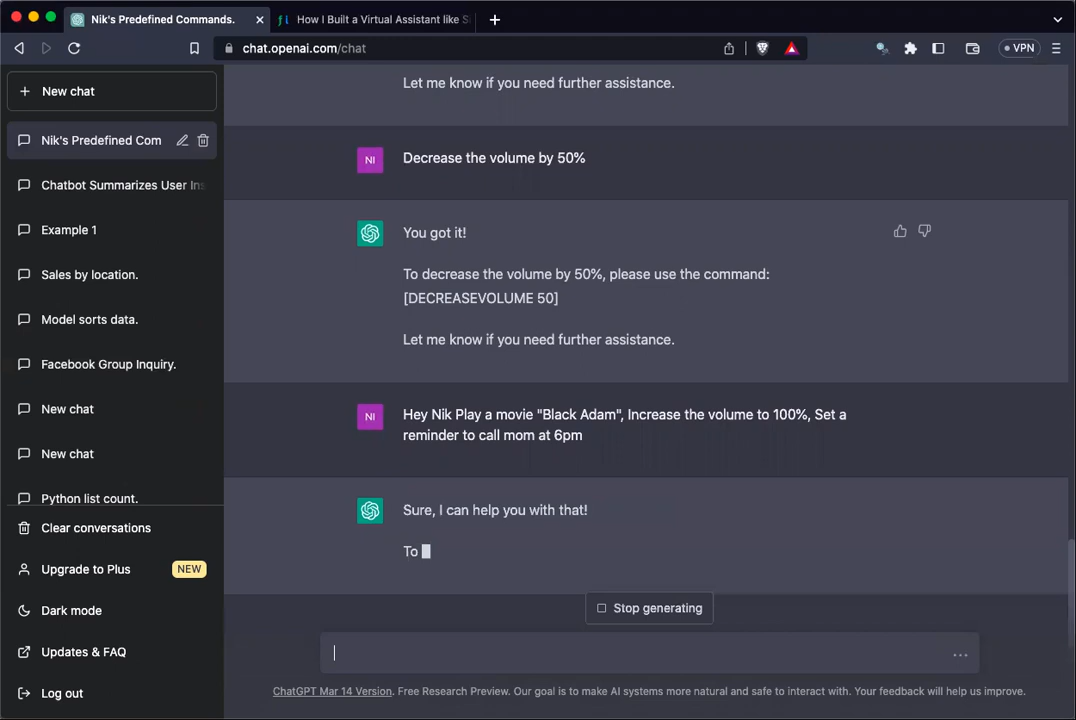 Nik's Predefined Commands.
How I Built a Virtual Assistant like S
chat.openai.com/chat
VPN
New chat
Nik's Predefined Com
Chatbot Summarizes User Ins
Example 1
Sales by location.
Model sorts data.
Facebook Group Inquiry.
New chat
New chat
Python list count.
Clear conversations
Upgrade to Plus NEW
Dark mode
Updates & FAQ
Log out
Let me know if you need further assistance.
NI
Decrease the volume by 50%
You got it!
To decrease the volume by 50%, please use the command:
[DECREASEVOLUME 50]
Let me know if you need further assistance.
NI
Hey Nik Play a movie "Black Adam", Increase the volume to 100%, Set a
reminder to call mom at 6pm
Sure, I can help you with that!
To
Stop generating
ChatGPT Mar 14 Version. Free Research Preview. Our goal is to make AI systems more natural and safe to interact with. Your feedback will help us improve.